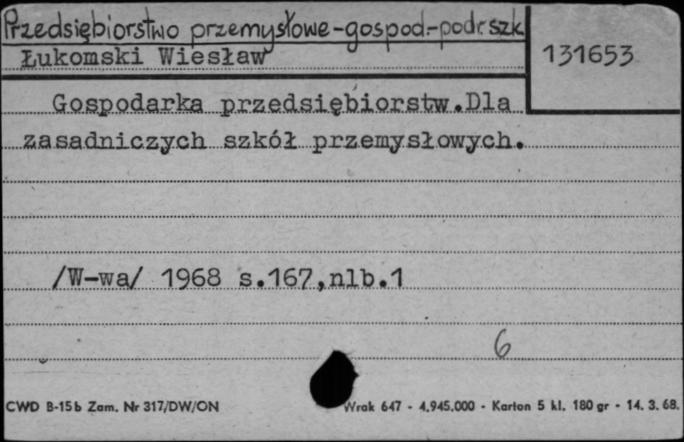 Przedsiębiorstwo przemysłowe-gospod.-podr. szk.
Łukomski Wiesław
131653
Gospodarka przedsiębiorstw.Dla
zasadniczych szkół przemysłowych.
/W-wa/ 1968 s.167,nlb.1
6
CWD B-15b Zam. Nr 317/DW/ON Wrak 647 - 4.945.000 - Karton 5 kl. 180 gr - 14. 3. 68.